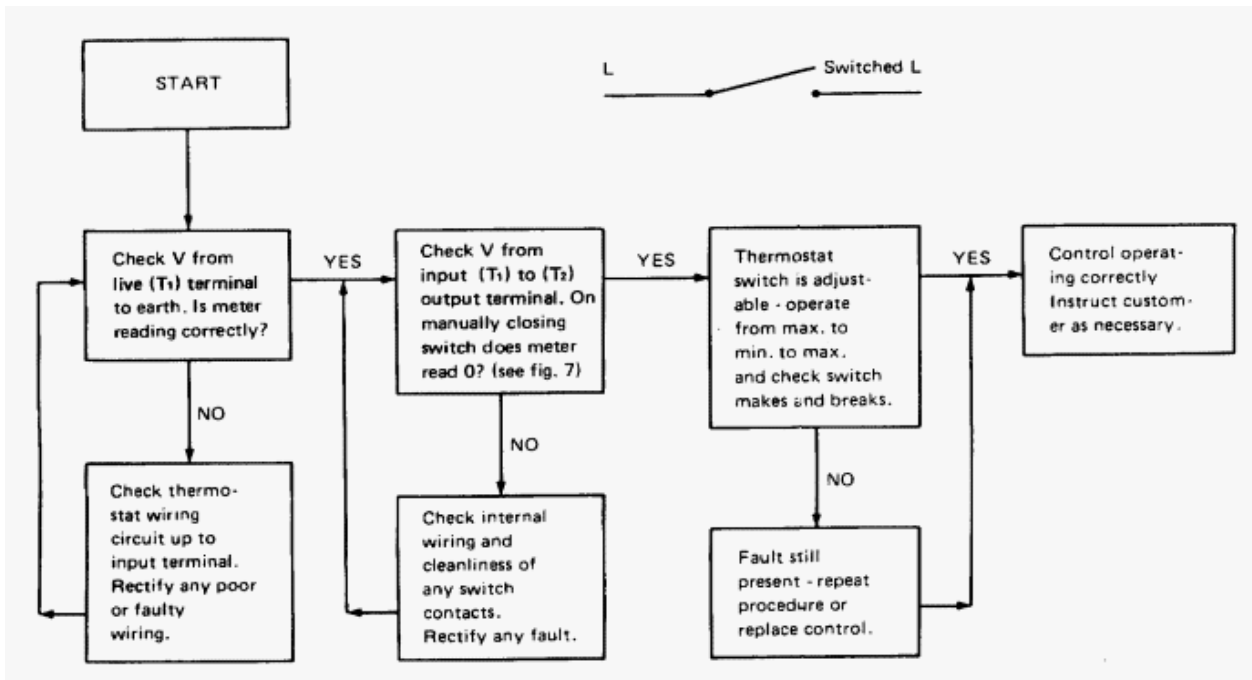 START
L
Switched L
Check V from
live (T₁) terminal
to earth. Is meter
reading correctly?
YES
Check V from
input (T₁) to (T₂)
output terminal. On
manually closing
switch does meter
read 0? (see fig. 7)
YES
Thermostat
switch is adjust-
able - operate
from max. to
min. to max.
and check switch
makes and breaks.
YES
Control operat-
ing correctly
Instruct custom-
er as necessary.
NO
NO
NO
Check thermo-
stat wiring
circuit up to
input terminal.
Rectify any poor
or faulty
wiring.
Check internal
wiring and
cleanliness of
any switch
contacts.
Rectify any fault.
Fault still
present - repeat
procedure or
replace control.